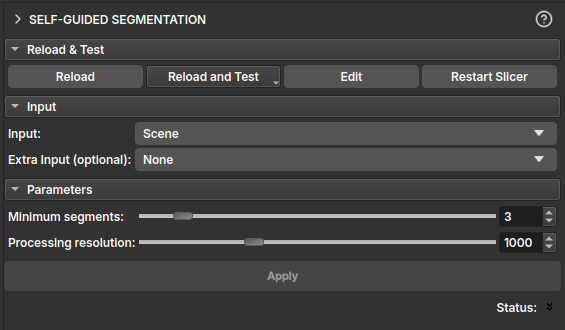 SELF-GUIDED SEGMENTATION ?
Reload & Test
Reload Reload and Test Edit Restart Slicer
Input
Input: Scene
Extra Input (optional): None
Parameters
Minimum segments: 3
Processing resolution: 1000
Apply
Status: